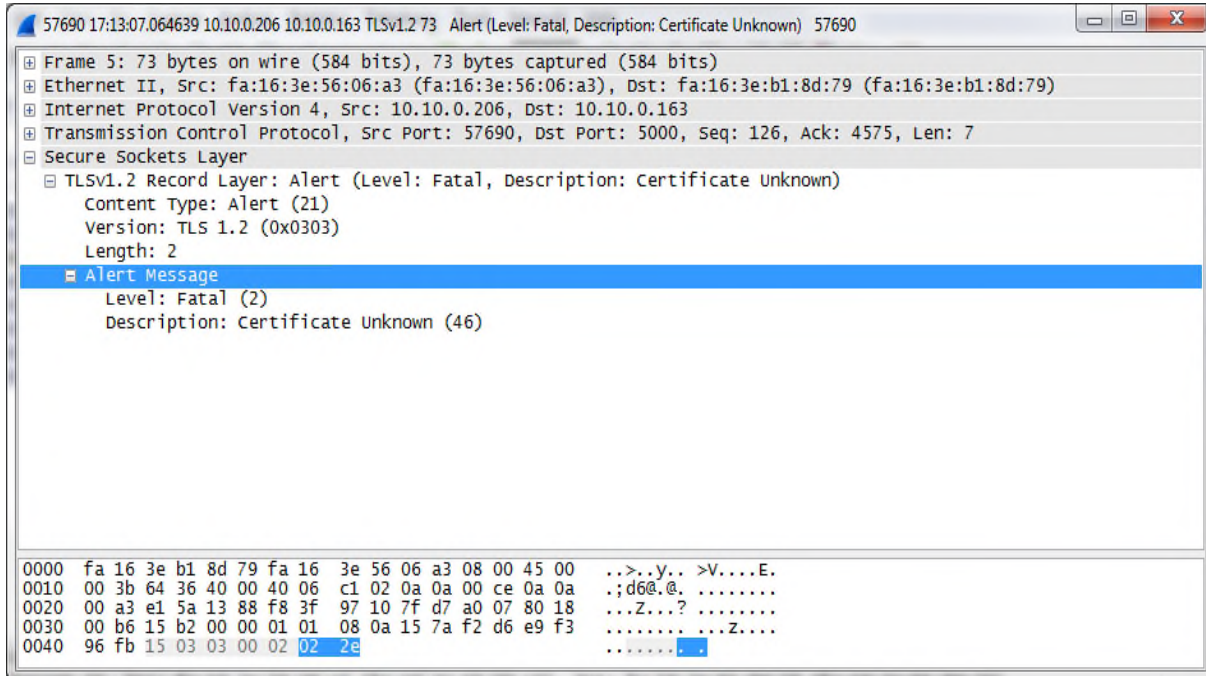 57690 17:13:07.064639 10.10.0.206 10.10.0.163 TLSv1.2 73 Alert (Level: Fatal, Description: Certificate Unknown) 57690
Frame 5: 73 bytes on wire (584 bits), 73 bytes captured (584 bits)
Ethernet II, Src: fa:16:3e:56:06:a3 (fa:16:3e:56:06:a3), Dst: fa:16:3e:b1:8d:79 (fa:16:3e:b1:8d:79)
Internet Protocol Version 4, Src: 10.10.0.206, Dst: 10.10.0.163
Transmission Control Protocol, Src Port: 57690, Dst Port: 5000, Seq: 126, Ack: 4575, Len: 7
Secure Sockets Layer
TLSv1.2 Record Layer: Alert (Level: Fatal, Description: Certificate Unknown)
Content Type: Alert (21)
Version: TLS 1.2 (0x0303)
Length: 2
Alert Message
Level: Fatal (2)
Description: Certificate Unknown (46)
0000 fa 16 3e b1 8d 79 fa 16 3e 56 06 a3 08 00 45 00 ..>..y.. >V....E.
0010 00 3b 64 36 40 00 40 06 c1 02 0a 0a 00 ce 0a 0a .;d6@.@. ........
0020 00 a3 e1 5a 13 88 f8 3f 97 10 7f d7 a0 07 80 18 ...Z...? ........
0030 00 b6 15 b2 00 00 01 01 08 0a 15 7a f2 d6 e9 f3 ........ ...z....
0040 96 fb 15 03 03 00 02 02 2e ....... . .